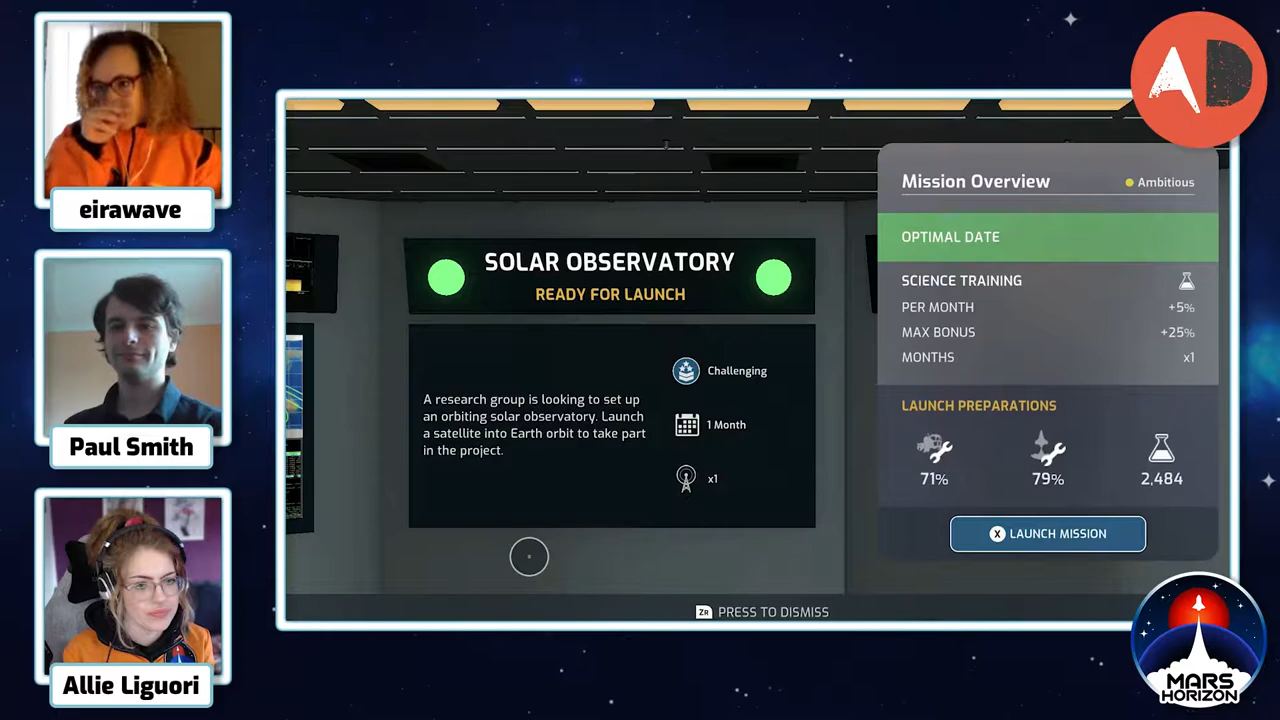 eirawave
Paul Smith
Allie Liguori
SOLAR OBSERVATORY
READY FOR LAUNCH
A research group is looking to set up
an orbiting solar observatory. Launch
a satellite into Earth orbit to take part
in the project.
Challenging
1 Month
x1
Mission Overview
Ambitious
OPTIMAL DATE
SCIENCE TRAINING
PER MONTH +5%
MAX BONUS +25%
MONTHS x1
LAUNCH PREPARATIONS
71% 79% 2,484
X LAUNCH MISSION
ZR PRESS TO DISMISS
AD
MARS
HORIZON